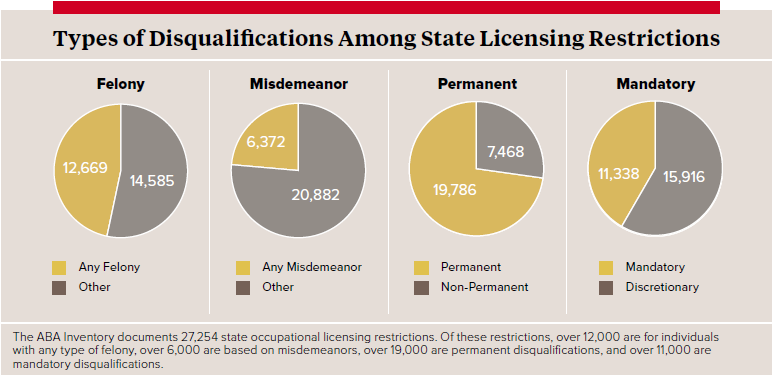 Types of Disqualifications Among State Licensing Restrictions
Felony
12,669
14,585
Any Felony
Other
Misdemeanor
6,372
20,882
Any Misdemeanor
Other
Permanent
7,468
19,786
Permanent
Non-Permanent
Mandatory
11,338
15,916
Mandatory
Discretionary
The ABA Inventory documents 27,254 state occupational licensing restrictions. Of these restrictions, over 12,000 are for individuals
with any type of felony, over 6,000 are based on misdemeanors, over 19,000 are permanent disqualifications, and over 11,000 are
mandatory disqualifications.